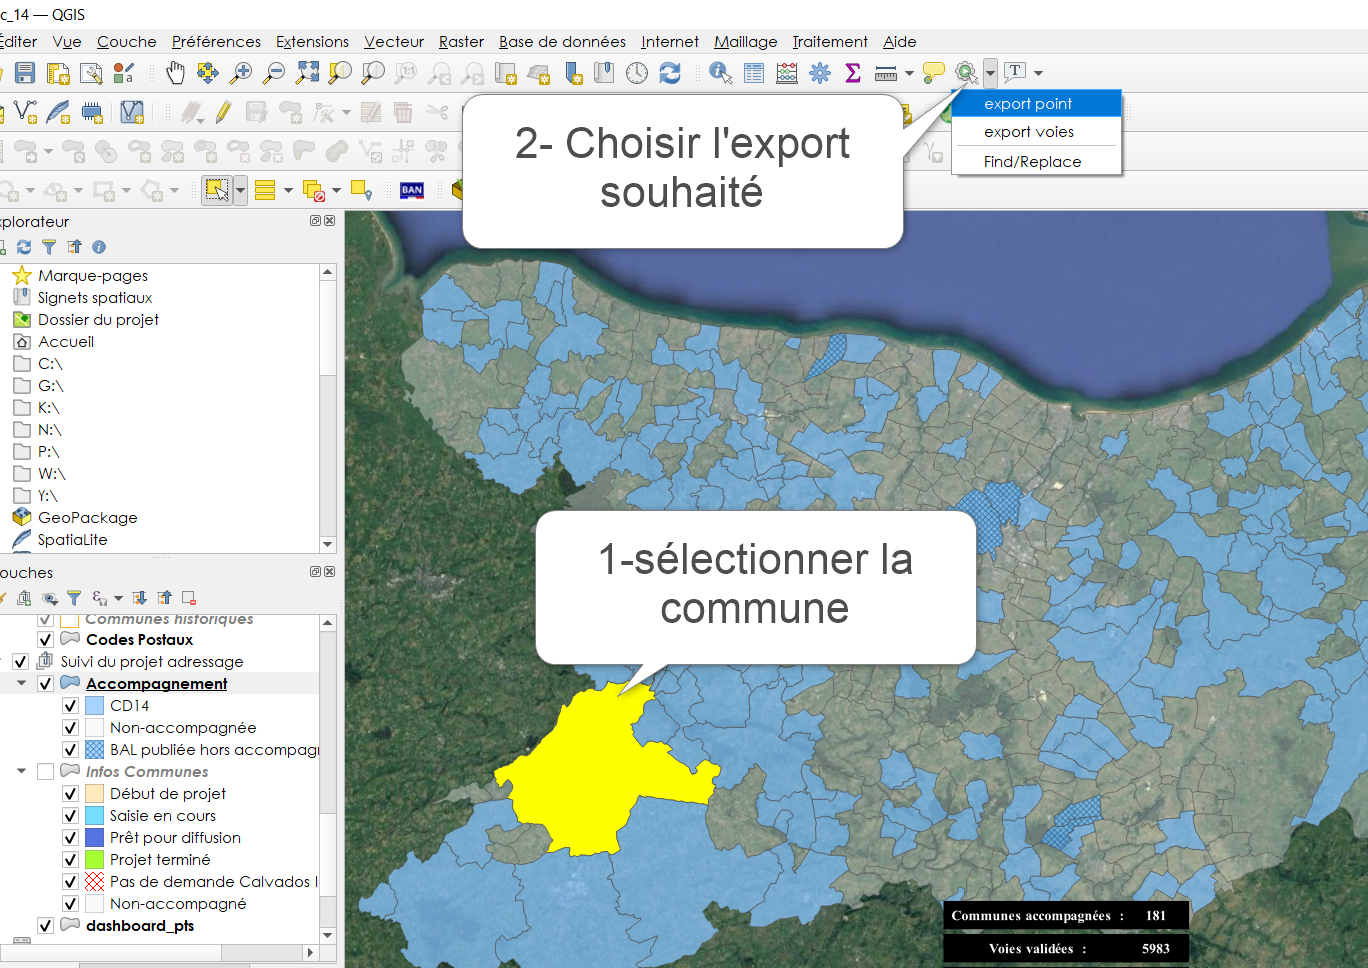 c_14 — QGIS
Éditer Vue Couche Préférences Extensions Vecteur Raster Base de données Internet Maillage Traitement Aide
export point
export voies
Find/Replace
2- Choisir l'export
souhaité
BAN
xplorateur
Marque-pages
Signets spatiaux
Dossier du projet
Accueil
C:\
G:\
K:\
N:\
P:\
W:\
Y:\
GeoPackage
SpatiaLite
1-sélectionner la
commune
ouches
Communes historiques
Codes Postaux
Suivi du projet adressage
Accompagnement
CD14
Non-accompagnée
BAL publiée hors accompagn
Infos Communes
Début de projet
Saisie en cours
Prêt pour diffusion
Projet terminé
Pas de demande Calvados I
Non-accompagné
dashboard_pts
Communes accompagnées : 181
Voies validées : 5983